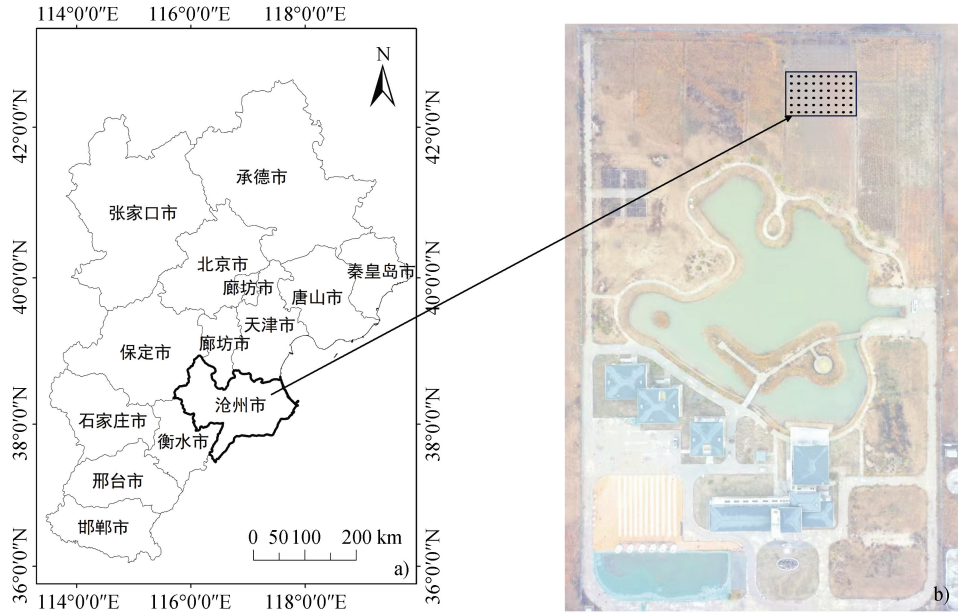 114°0′0″E 116°0′0″E 118°0′0″E
N
42°0′0″N
42°0′0″N
承德市
张家口市
北京市
秦皇岛市
40°0′0″N
40°0′0″N
廊坊市
唐山市
天津市
保定市
廊坊市
沧州市
石家庄市
38°0′0″N
38°0′0″N
衡水市
邢台市
邯郸市
0 50 100 200 km
36°0′0″N
36°0′0″N
a)
b)
114°0′0″E 116°0′0″E 118°0′0″E